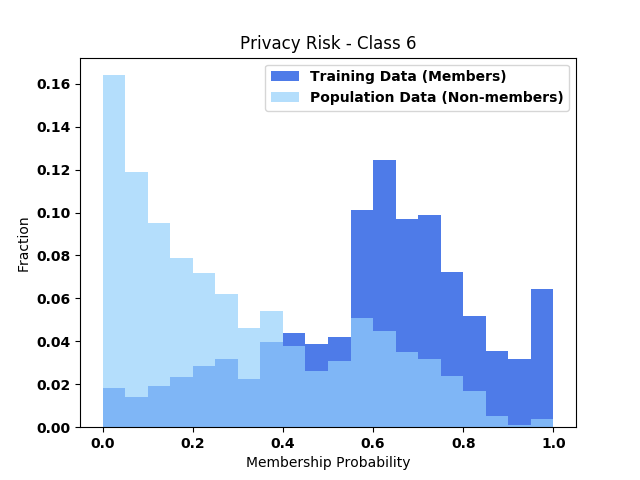 Privacy Risk - Class 6
Training Data (Members)
Population Data (Non-members)
0.16
0.14
0.12
0.10
0.08
0.06
0.04
0.02
0.00
Fraction
0.0 0.2 0.4 0.6 0.8 1.0
Membership Probability